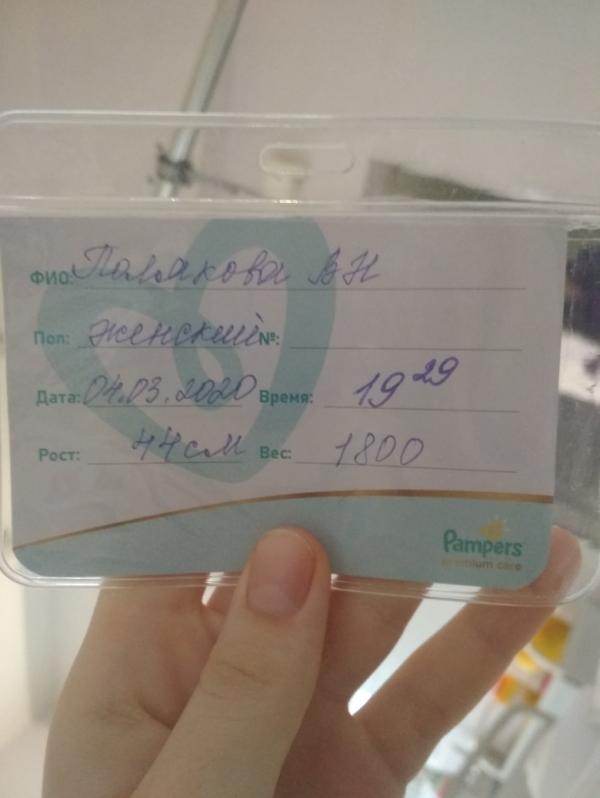 ФИО: Полякова В Н
Пол: женский №:
Дата: 04.03.2020 Время: 19 29
Рост: 44 см Вес: 1800
Pampers
premium care